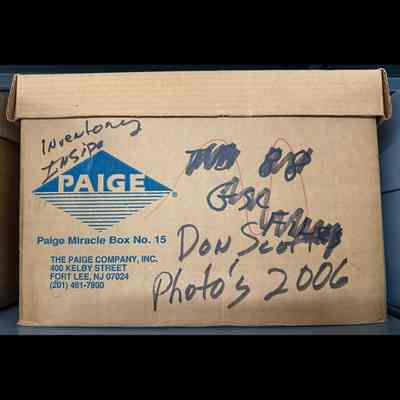 Inventory
Inside
PAIGE
®
Paige Miracle Box No. 15
THE PAIGE COMPANY, INC.
400 KELBY STREET
FORT LEE, NJ 07024
(201) 461-7800
Don Scott
Photo's 2006